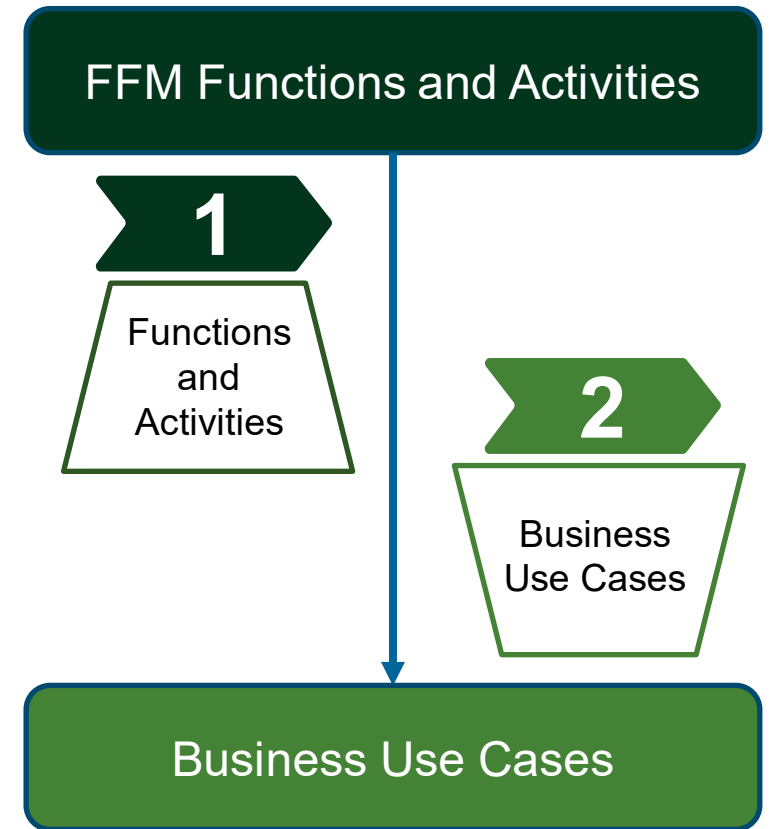 FFM Functions and Activities
1
Functions
and
Activities
2
Business
Use Cases
Business Use Cases